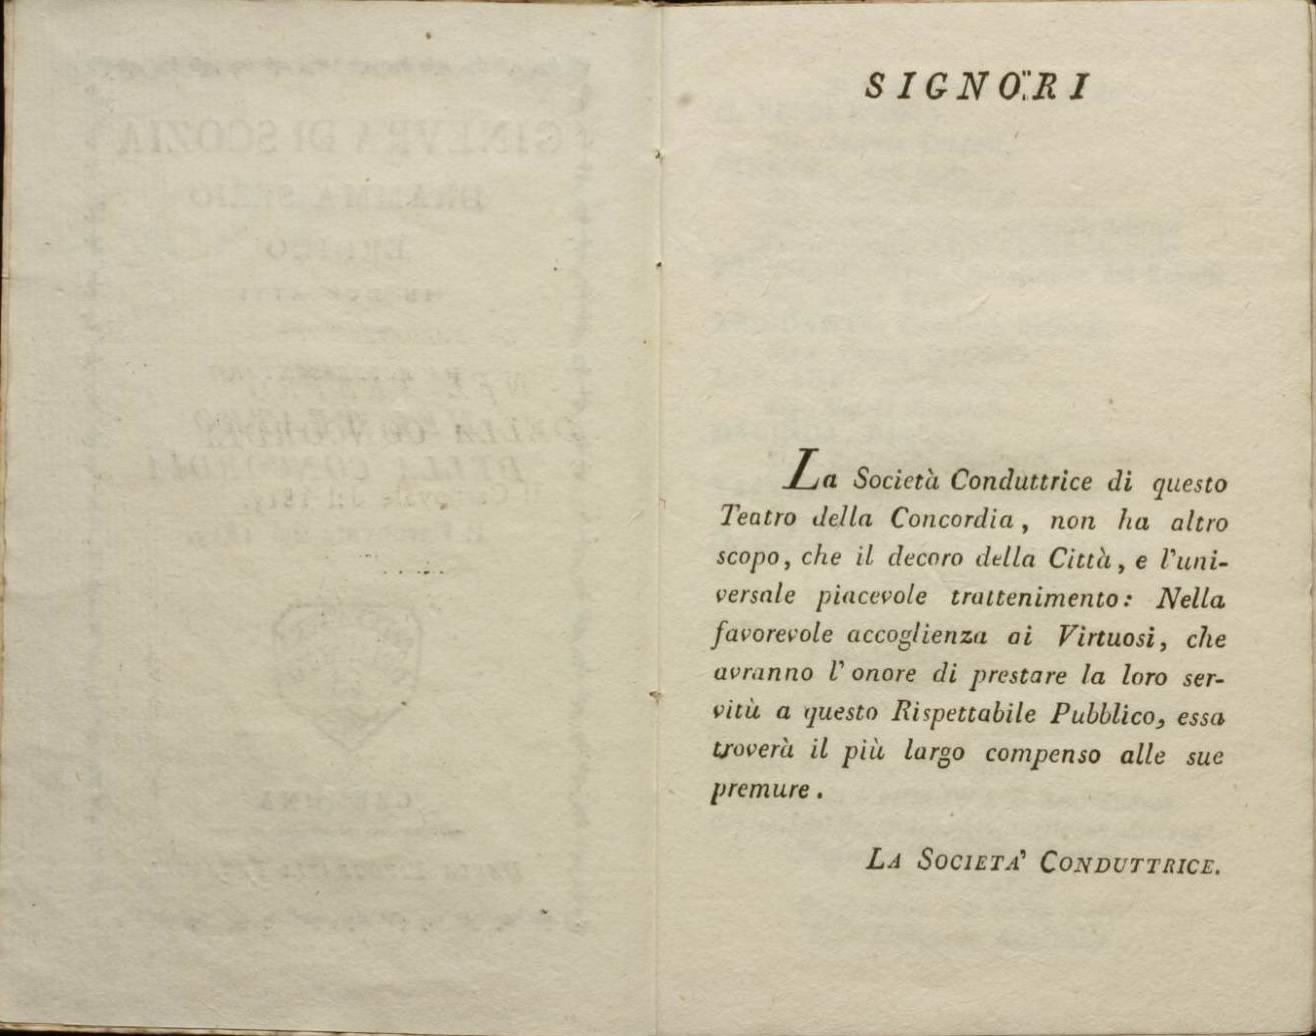 SIGNORI
La Società Conduttrice di questo
Teatro della Concordia, non ha altro
scopo, che il decoro della Città, e l'uni-
versale piacevole trattenimento: Nella
favorevole accoglienza ai Virtuosi, che
avranno l'onore di prestare la loro ser-
vitù a questo Rispettabile Pubblico, essa
troverà il più largo compenso alle sue
premure.
LA SOCIETA' CONDUTTRICE.